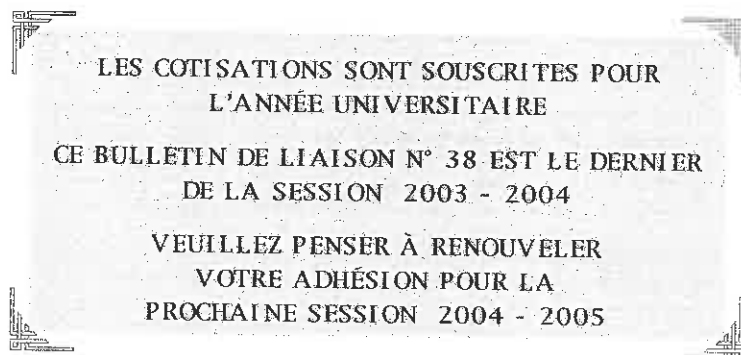 LES COTISATIONS SONT SOUSCRITES POUR
L'ANNÉE UNIVERSITAIRE
CE BULLETIN DE LIAISON N° 38 EST LE DERNIER
DE LA SESSION 2003 - 2004
VEUILLEZ PENSER À RENOUVELER
VOTRE ADHÉSION POUR LA
PROCHAINE SESSION 2004 - 2005